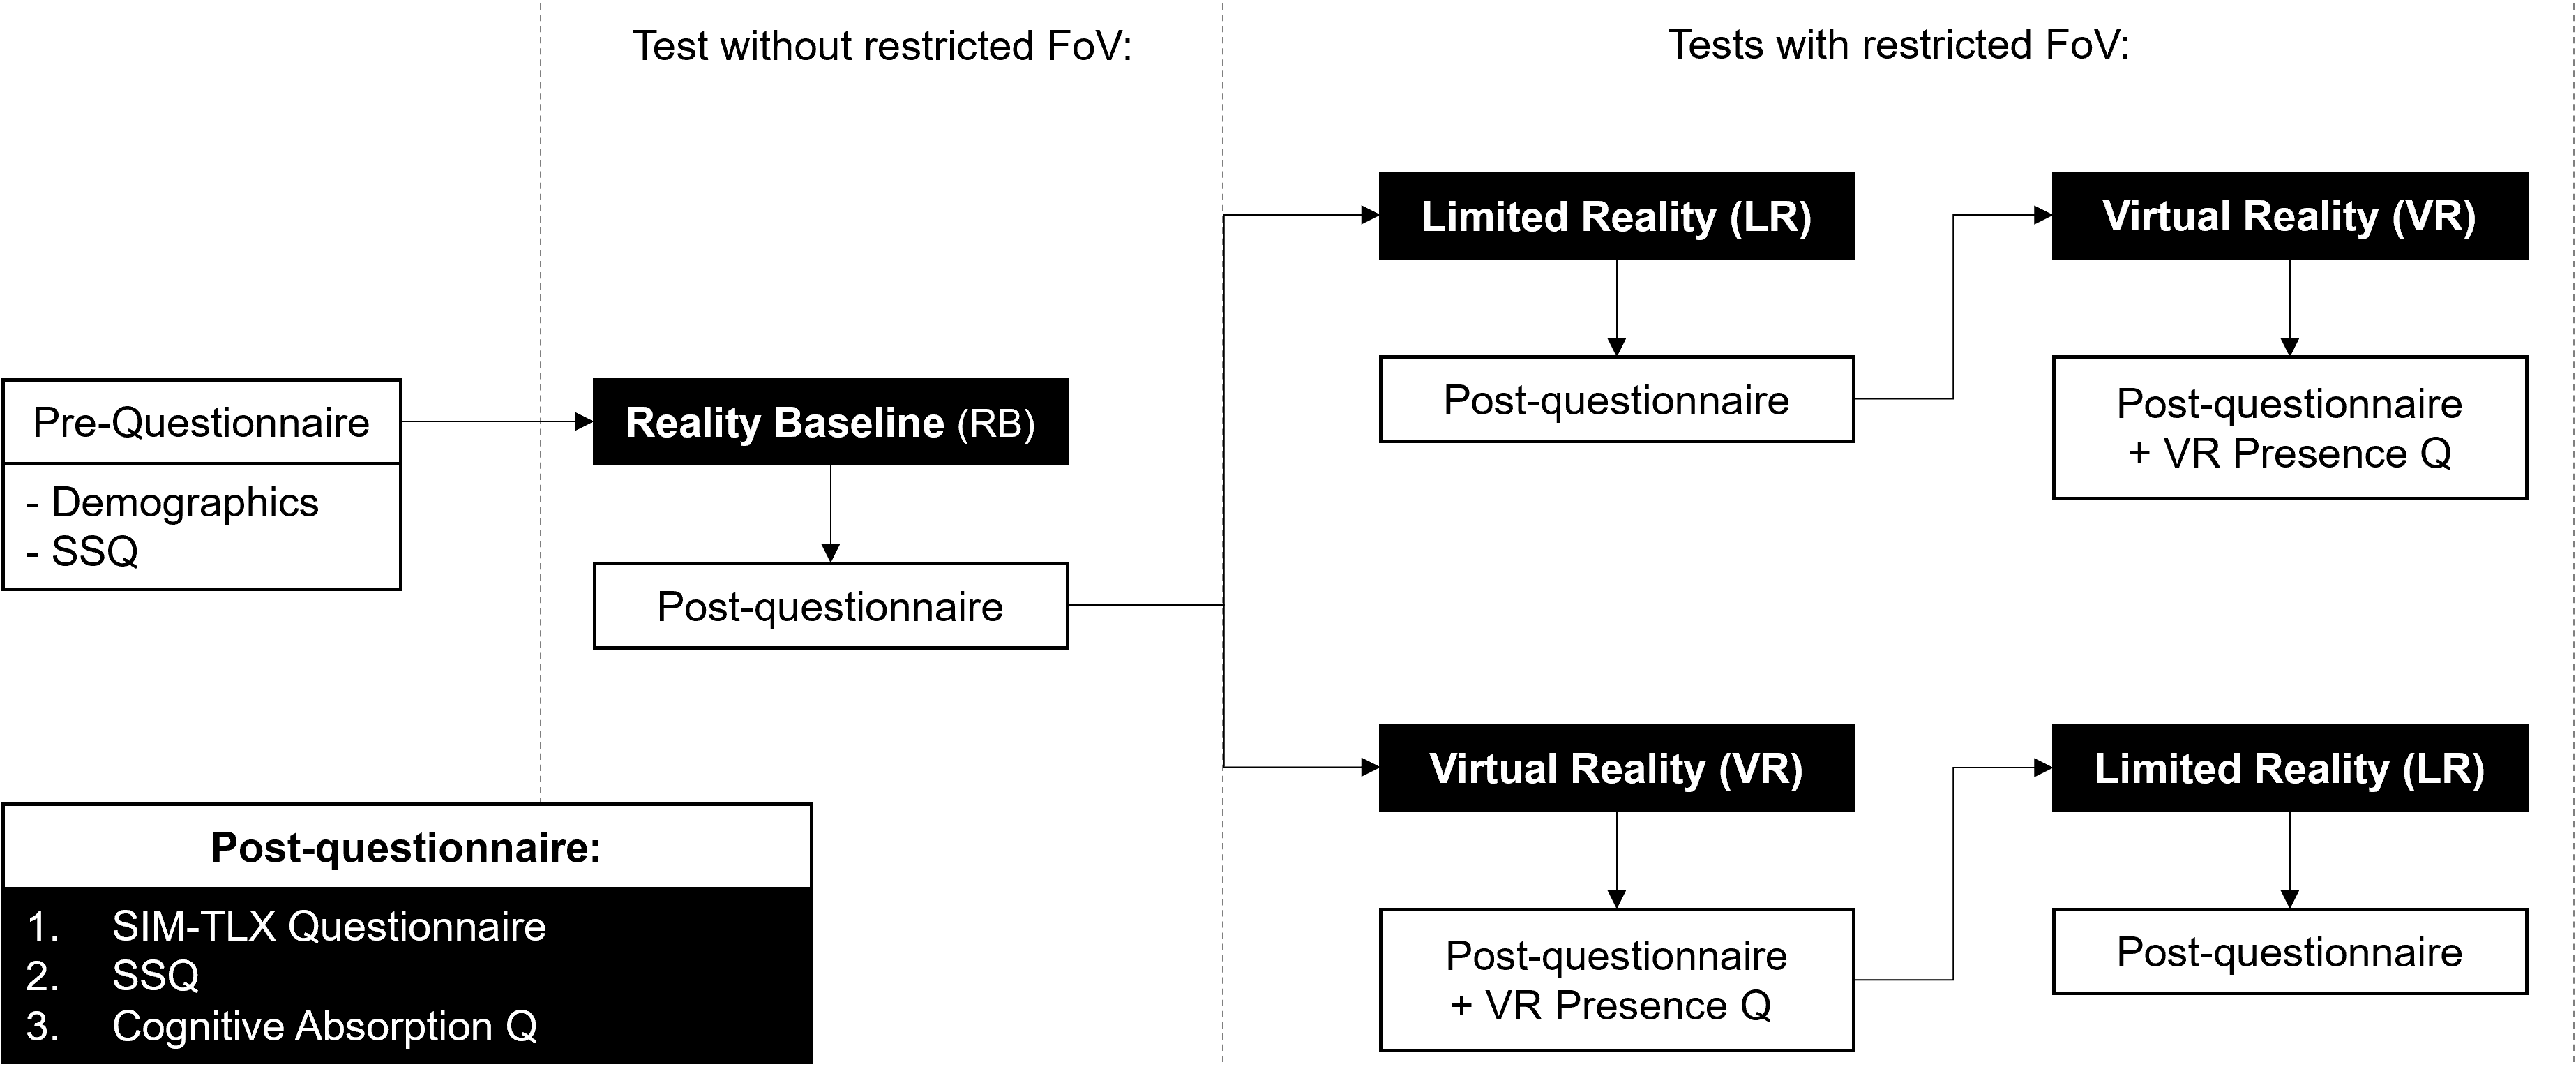 Test without restricted FoV:
Tests with restricted FoV:
Pre-Questionnaire
- Demographics
- SSQ
Reality Baseline (RB)
Post-questionnaire
Limited Reality (LR)
Post-questionnaire
Virtual Reality (VR)
Post-questionnaire
+ VR Presence Q
Virtual Reality (VR)
Post-questionnaire
+ VR Presence Q
Limited Reality (LR)
Post-questionnaire
Post-questionnaire:
1. SIM-TLX Questionnaire
2. SSQ
3. Cognitive Absorption Q